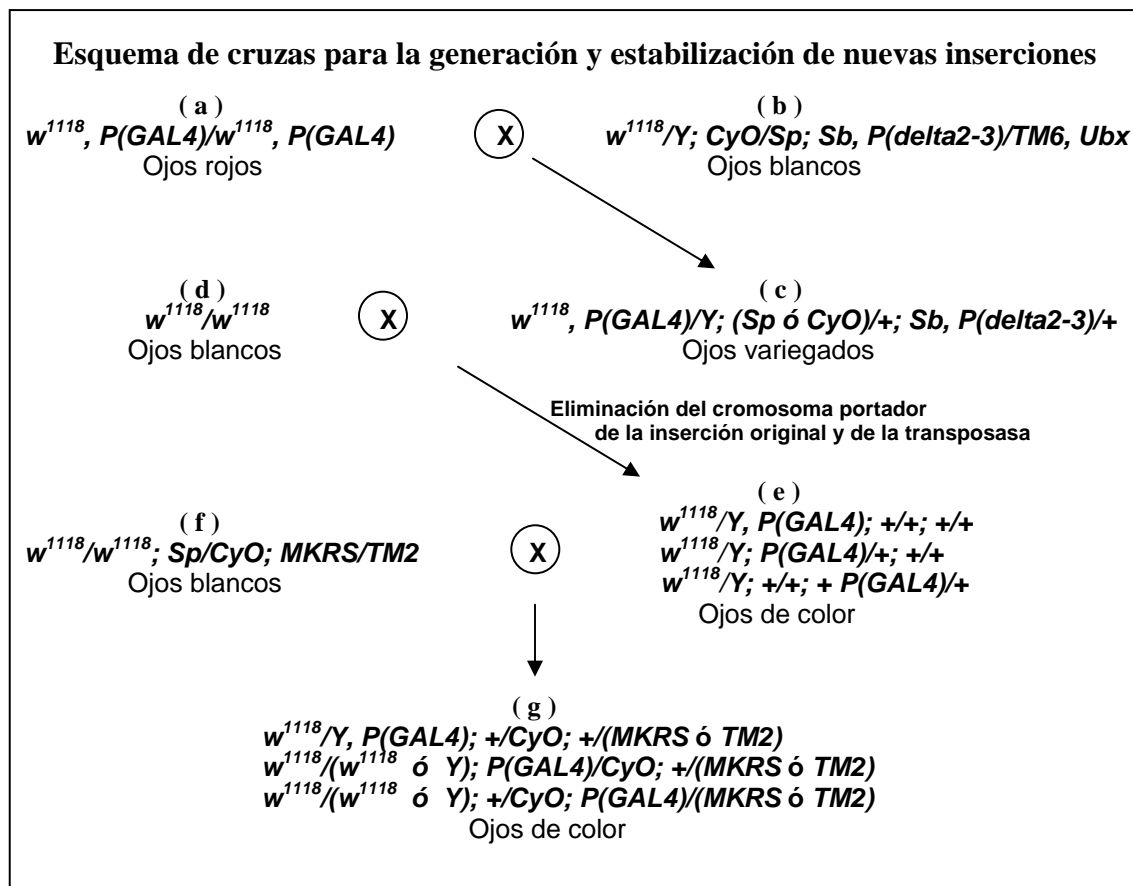 Esquema de cruzas para la generación y estabilización de nuevas inserciones
( a ) ( b )
w¹¹¹⁸, P(GAL4)/w¹¹¹⁸, P(GAL4) X w¹¹¹⁸/Y; CyO/Sp; Sb, P(delta2-3)/TM6, Ubx
Ojos rojos Ojos blancos
( d ) ( c )
w¹¹¹⁸/w¹¹¹⁸ X w¹¹¹⁸, P(GAL4)/Y; (Sp ó CyO)/+; Sb, P(delta2-3)/+
Ojos blancos Ojos variegados
Eliminación del cromosoma portador
de la inserción original y de la transposasa
( e )
w¹¹¹⁸/Y, P(GAL4); +/+; +/+
( f )
w¹¹¹⁸/Y; P(GAL4)/+; +/+
w¹¹¹⁸/w¹¹¹⁸; Sp/CyO; MKRS/TM2 X
w¹¹¹⁸/Y; +/+; + P(GAL4)/+
Ojos blancos
Ojos de color
( g )
w¹¹¹⁸/Y, P(GAL4); +/CyO; +/(MKRS ó TM2)
w¹¹¹⁸/(w¹¹¹⁸ ó Y); P(GAL4)/CyO; +/(MKRS ó TM2)
w¹¹¹⁸/(w¹¹¹⁸ ó Y); +/CyO; P(GAL4)/(MKRS ó TM2)
Ojos de color